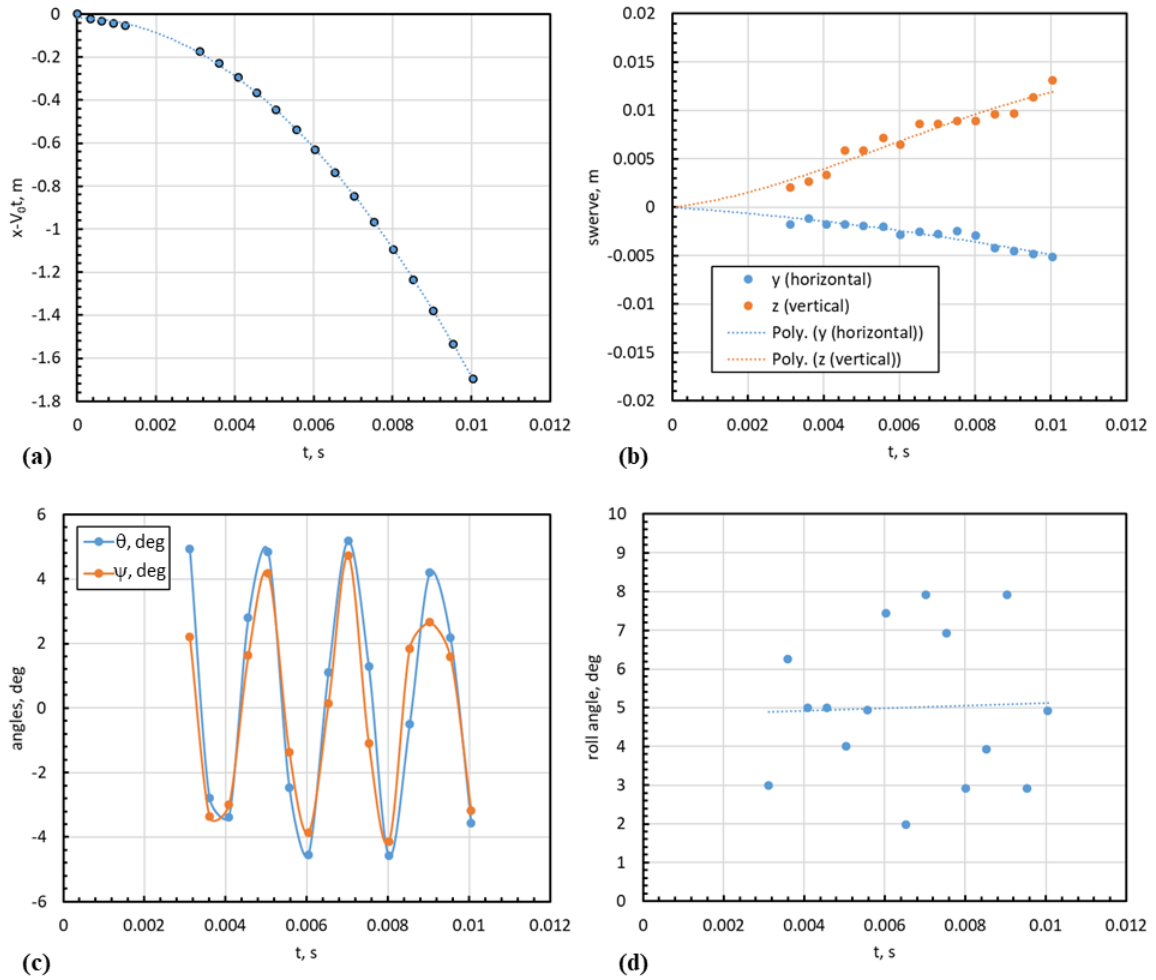 x-V₀t, m
0
-0.2
-0.4
-0.6
-0.8
-1
-1.2
-1.4
-1.6
-1.8
0 0.002 0.004 0.006 0.008 0.01 0.012
t, s
(a)
swerve, m
0.02
0.015
0.01
0.005
0
-0.005
-0.01
-0.015
-0.02
y (horizontal)
z (vertical)
Poly. (y (horizontal))
Poly. (z (vertical))
0 0.002 0.004 0.006 0.008 0.01 0.012
t, s
(b)
angles, deg
6
4
2
0
-2
-4
-6
θ, deg
ψ, deg
0 0.002 0.004 0.006 0.008 0.01 0.012
t, s
(c)
roll angle, deg
10
9
8
7
6
5
4
3
2
1
0
0 0.002 0.004 0.006 0.008 0.01 0.012
t, s
(d)